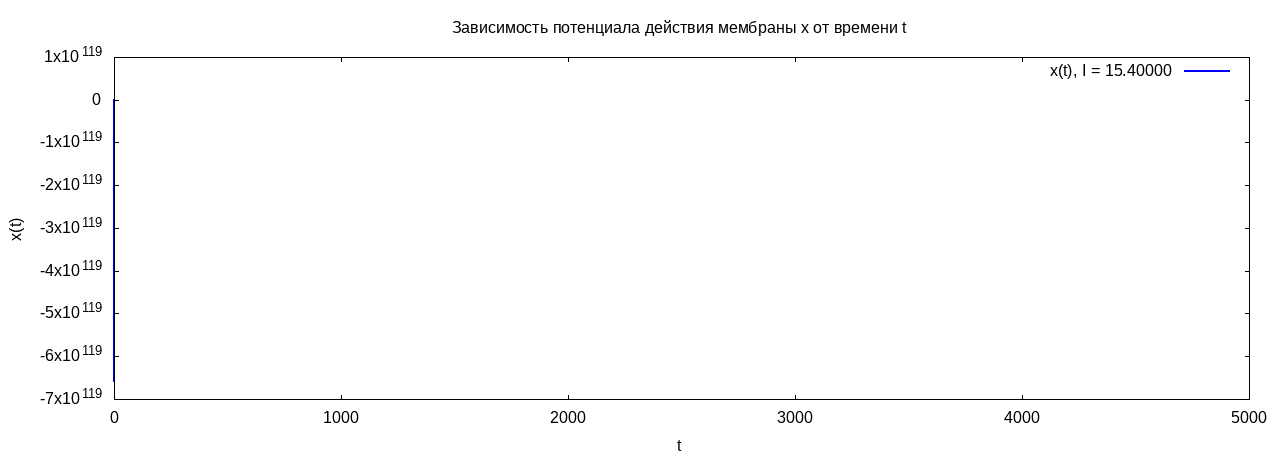 Зависимость потенциала действия мембраны x от времени t
x(t), I = 15.40000
1x10^119
0
-1x10^119
-2x10^119
-3x10^119
-4x10^119
-5x10^119
-6x10^119
-7x10^119
x(t)
0 1000 2000 3000 4000 5000
t